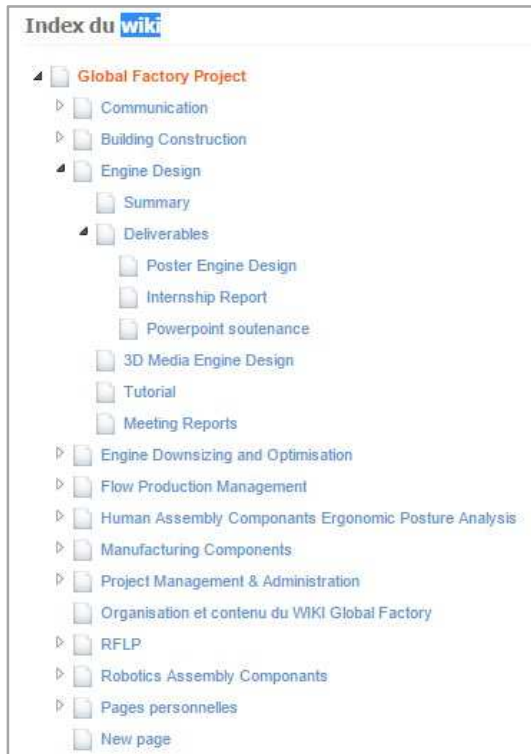 Index du wiki
Global Factory Project
Communication
Building Construction
Engine Design
Summary
Deliverables
Poster Engine Design
Internship Report
Powerpoint soutenance
3D Media Engine Design
Tutorial
Meeting Reports
Engine Downsizing and Optimisation
Flow Production Management
Human Assembly Componants Ergonomic Posture Analysis
Manufacturing Components
Project Management & Administration
Organisation et contenu du WIKI Global Factory
RFLP
Robotics Assembly Componants
Pages personnelles
New page